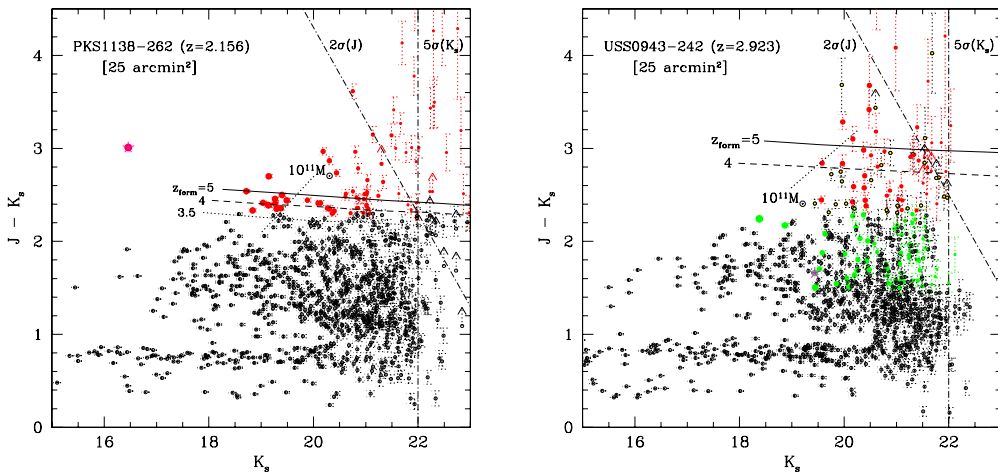 PKS1138−262 (z=2.156)
[25 arcmin²]
2σ(J)
5σ(Kₛ)
10¹¹M⊙
z_form=5
4
3.5
J − Kₛ
4
3
2
1
0
16
18
20
22
Kₛ
USS0943−242 (z=2.923)
[25 arcmin²]
2σ(J)
5σ(Kₛ)
z_form=5
4
10¹¹M⊙
J − Kₛ
4
3
2
1
0
16
18
20
22
Kₛ